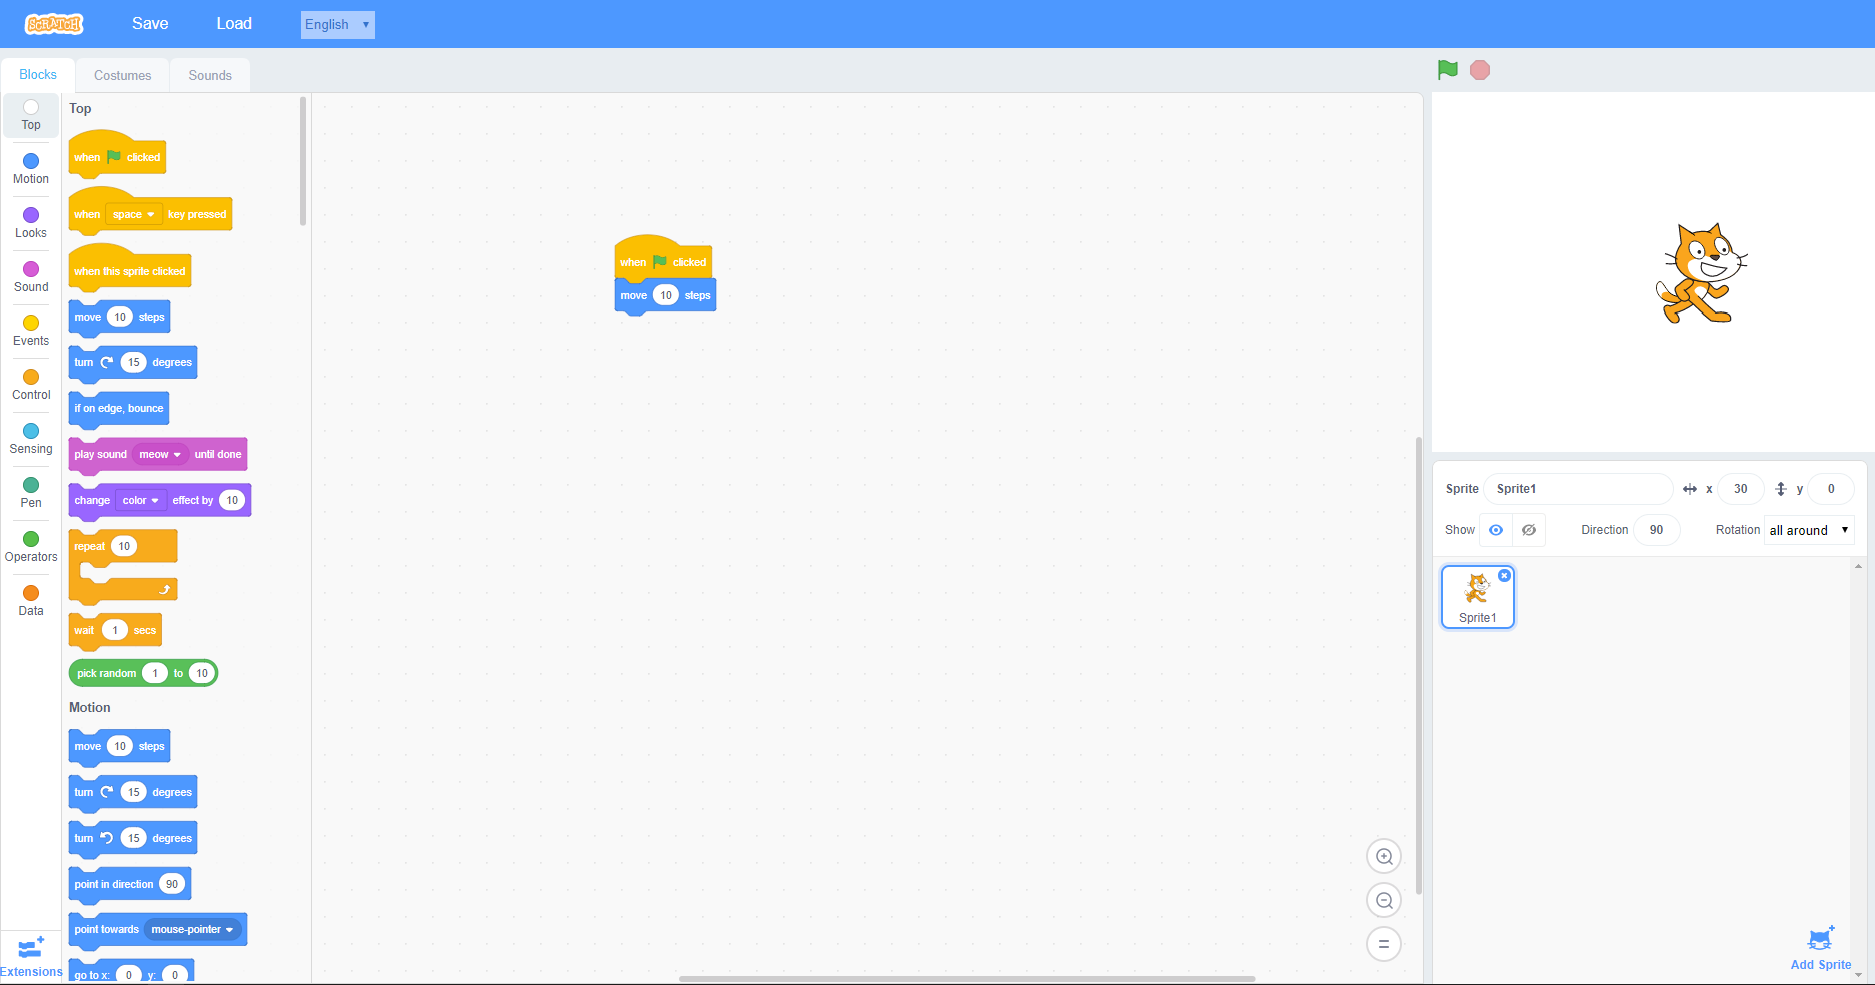 SCRATCH Save Load English
Blocks Costumes Sounds
Top
Motion
Looks
Sound
Events
Control
Sensing
Pen
Operators
Data
Extensions
Top
when clicked
when space key pressed
when this sprite clicked
move 10 steps
turn 15 degrees
if on edge, bounce
play sound meow until done
change color effect by 10
repeat 10
wait 1 secs
pick random 1 to 10
Motion
move 10 steps
turn 15 degrees
turn 15 degrees
point in direction 90
point towards mouse-pointer
go to x: 0 y: 0
when clicked
move 10 steps
Sprite Sprite1 x 30 y 0
Show Direction 90 Rotation all around
Sprite1
Add Sprite